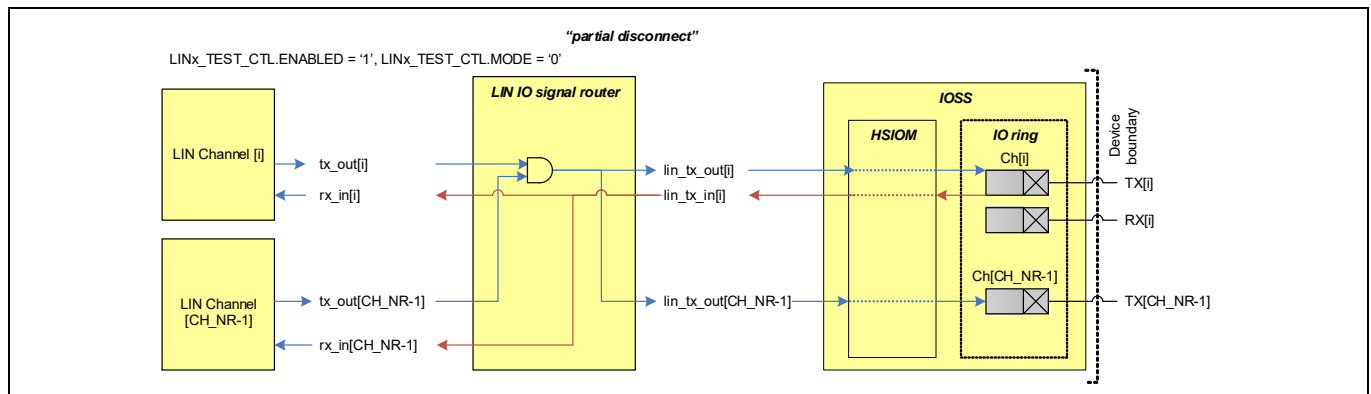 “partial disconnect”
LINx_TEST_CTL.ENABLED = ‘1’, LINx_TEST_CTL.MODE = ‘0’
LIN IO signal router
IOSS
HSIOM
IO ring
Device
boundary
LIN Channel [i]
tx_out[i]
rx_in[i]
lin_tx_out[i]
lin_tx_in[i]
Ch[i]
TX[i]
RX[i]
LIN Channel
[CH_NR-1]
tx_out[CH_NR-1]
rx_in[CH_NR-1]
lin_tx_out[CH_NR-1]
Ch[CH_NR-1]
TX[CH_NR-1]